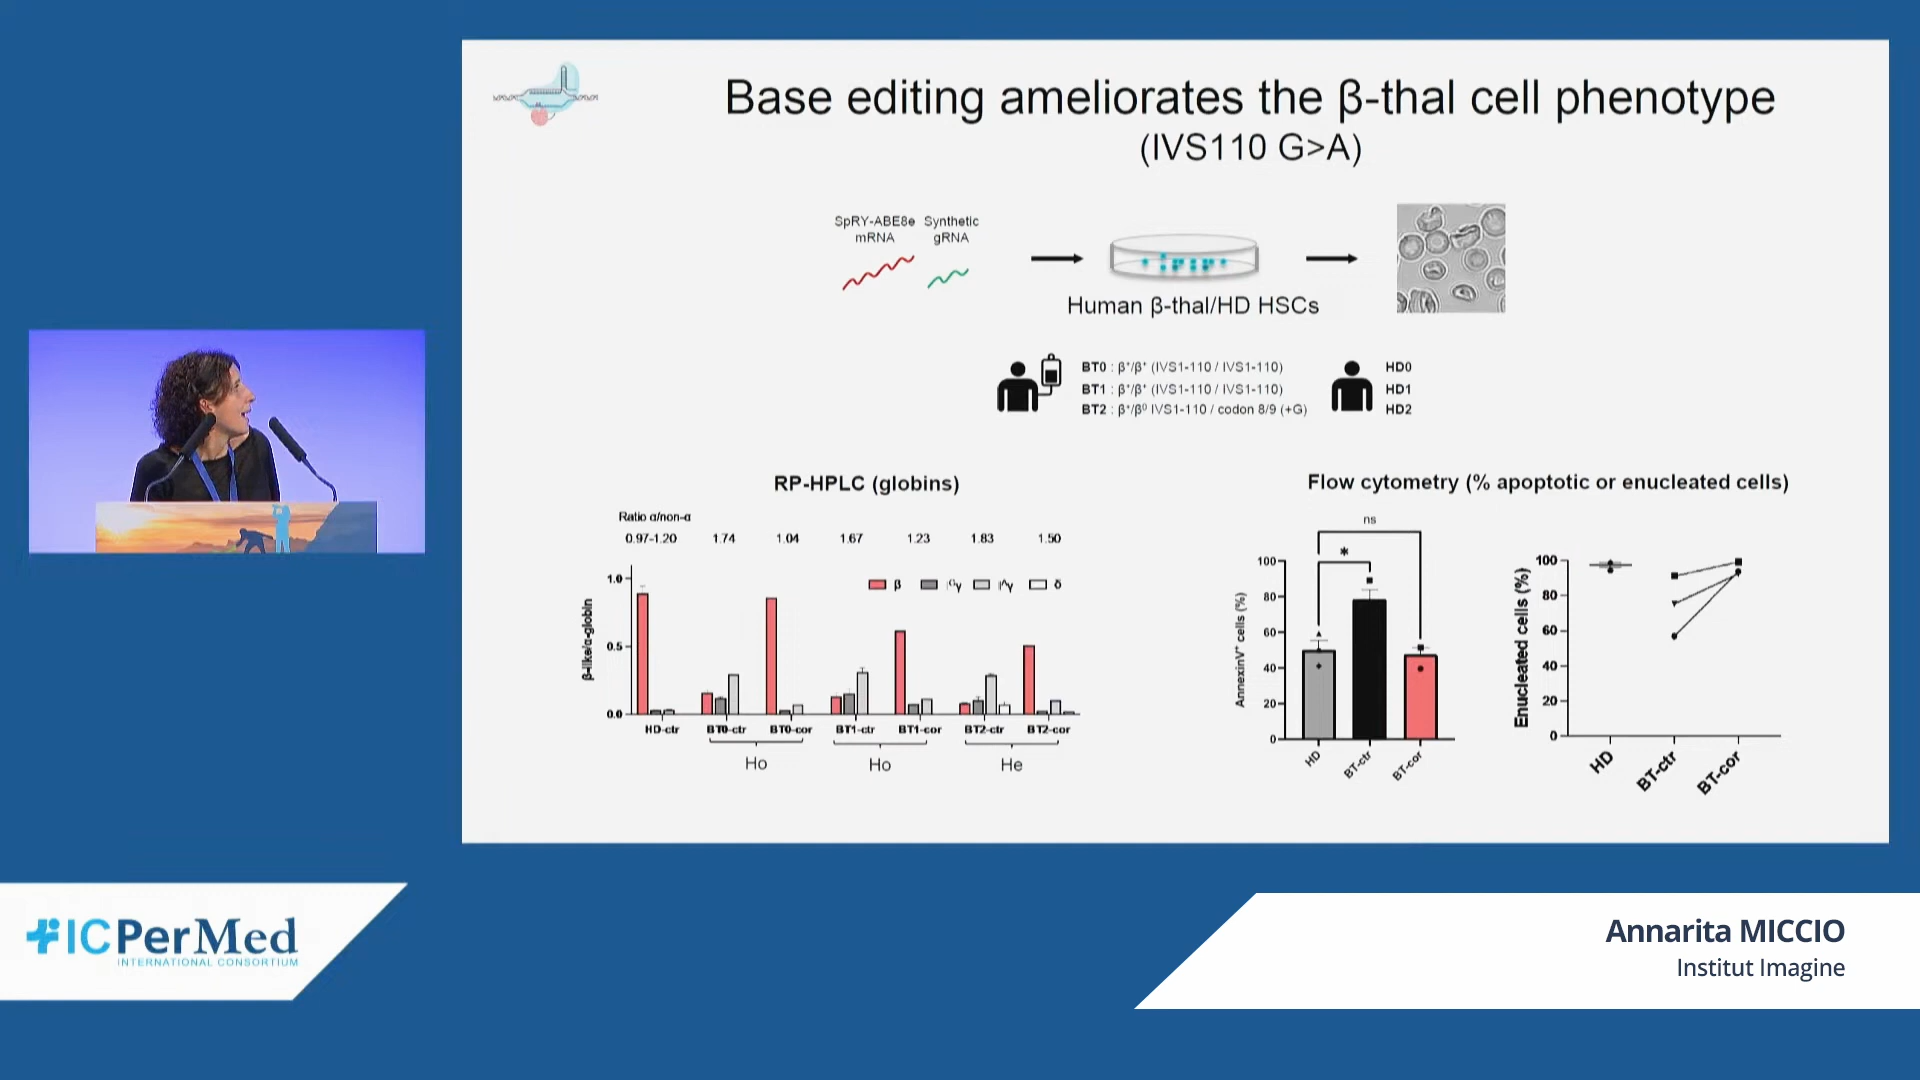 Base editing ameliorates the β-thal cell phenotype
(IVS110 G>A)
SpRY-ABE8e
mRNA
Synthetic
gRNA
Human β-thal/HD HSCs
BT0 : β⁺/β⁺ (IVS1-110 / IVS1-110)
BT1 : β⁺/β⁺ (IVS1-110 / IVS1-110)
BT2 : β⁺/β⁰ IVS1-110 / codon 8/9 (+G)
HD0
HD1
HD2
RP-HPLC (globins)
Ratio α/non-α
0.97-1.20 1.74 1.04 1.67 1.23 1.83 1.50
β-like/α-globin
1.0
0.5
0.0
β Gγ Aγ δ
HD-ctr BT0-ctr BT0-cor BT1-ctr BT1-cor BT2-ctr BT2-cor
Ho Ho He
Flow cytometry (% apoptotic or enucleated cells)
ns
*
AnnexinV⁺ cells (%)
100
80
60
40
20
0
HD BT-ctr BT-cor
Enucleated cells (%)
100
80
60
40
20
0
HD BT-ctr BT-cor
ICPerMed
INTERNATIONAL CONSORTIUM
Annarita MICCIO
Institut Imagine